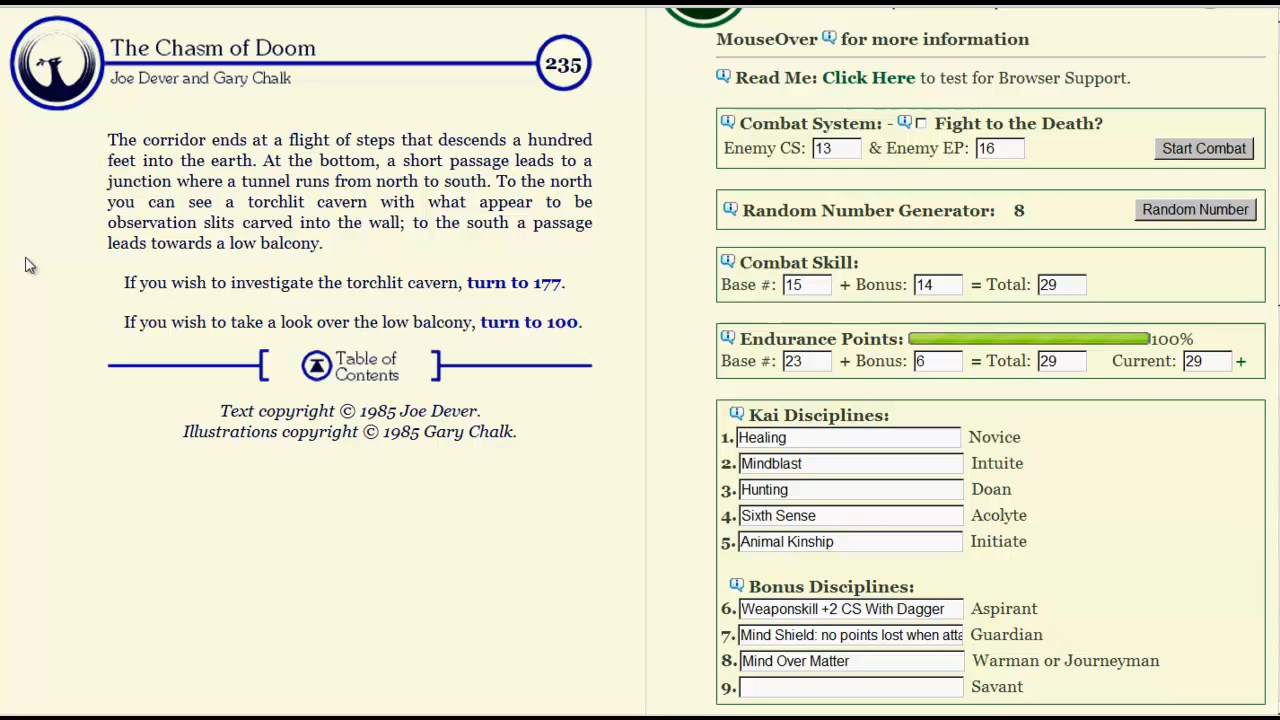 The Chasm of Doom
Joe Dever and Gary Chalk
235
The corridor ends at a flight of steps that descends a hundred
feet into the earth. At the bottom, a short passage leads to a
junction where a tunnel runs from north to south. To the north
you can see a torchlit cavern with what appear to be
observation slits carved into the wall; to the south a passage
leads towards a low balcony.
If you wish to investigate the torchlit cavern, turn to 177.
If you wish to take a look over the low balcony, turn to 100.
Table of
Contents
Text copyright © 1985 Joe Dever.
Illustrations copyright © 1985 Gary Chalk.
MouseOver for more information
Read Me: Click Here to test for Browser Support.
Combat System: - Fight to the Death?
Enemy CS: 13 & Enemy EP: 16 Start Combat
Random Number Generator: 8 Random Number
Combat Skill:
Base #: 15 + Bonus: 14 = Total: 29
Endurance Points: 100%
Base #: 23 + Bonus: 6 = Total: 29 Current: 29 +
Kai Disciplines:
1. Healing Novice
2. Mindblast Intuite
3. Hunting Doan
4. Sixth Sense Acolyte
5. Animal Kinship Initiate
Bonus Disciplines:
6. Weaponskill +2 CS With Dagger Aspirant
7. Mind Shield: no points lost when atta Guardian
8. Mind Over Matter Warman or Journeyman
9. Savant